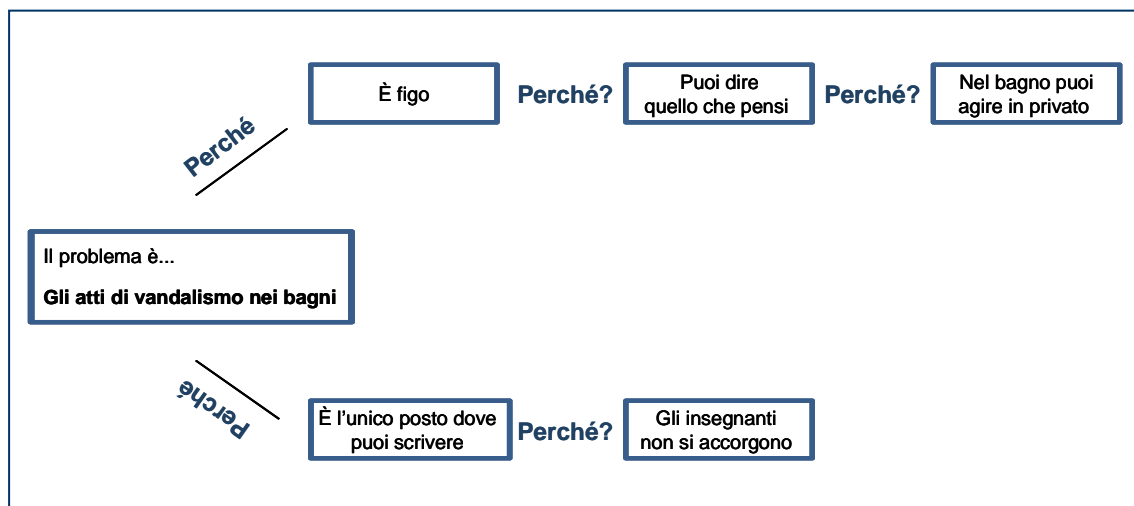 È figo
Perché?
Puoi dire
quello che pensi
Perché?
Nel bagno puoi
agire in privato
Perché
Il problema è...
Gli atti di vandalismo nei bagni
Perché
È l’unico posto dove
puoi scrivere
Perché?
Gli insegnanti
non si accorgono